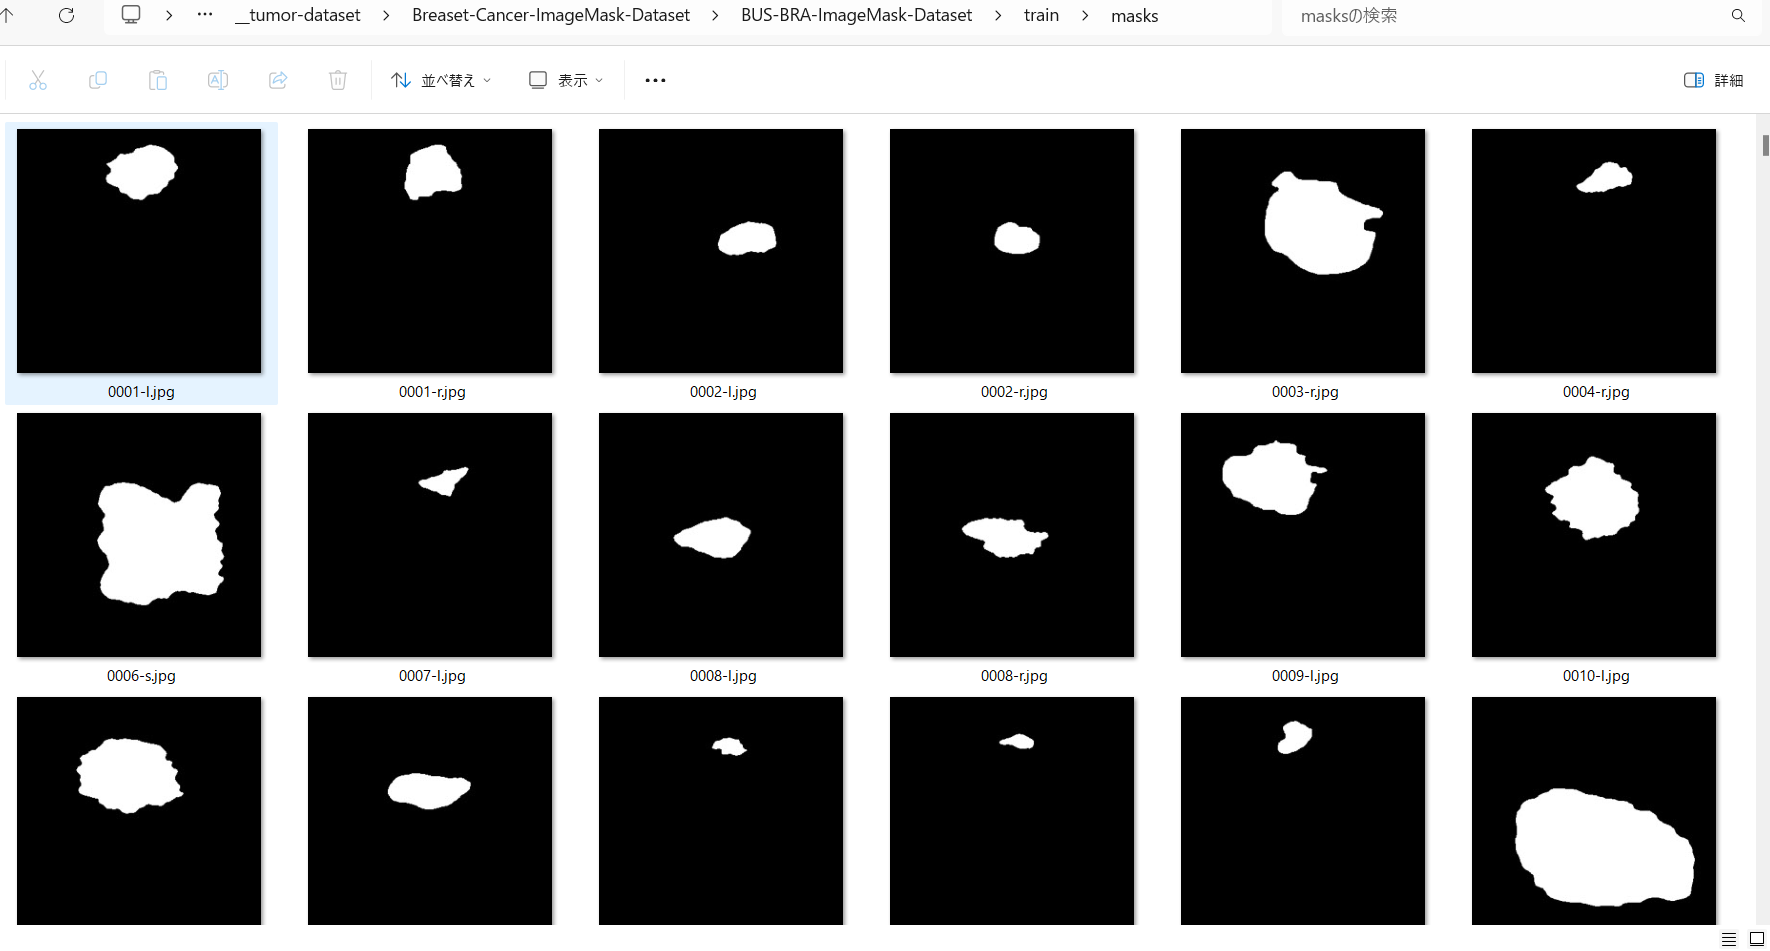 __tumor-dataset > Breaset-Cancer-ImageMask-Dataset > BUS-BRA-ImageMask-Dataset > train > masks
masksの検索
並べ替え
表示
詳細
0001-l.jpg
0001-r.jpg
0002-l.jpg
0002-r.jpg
0003-r.jpg
0004-r.jpg
0006-s.jpg
0007-l.jpg
0008-l.jpg
0008-r.jpg
0009-l.jpg
0010-l.jpg